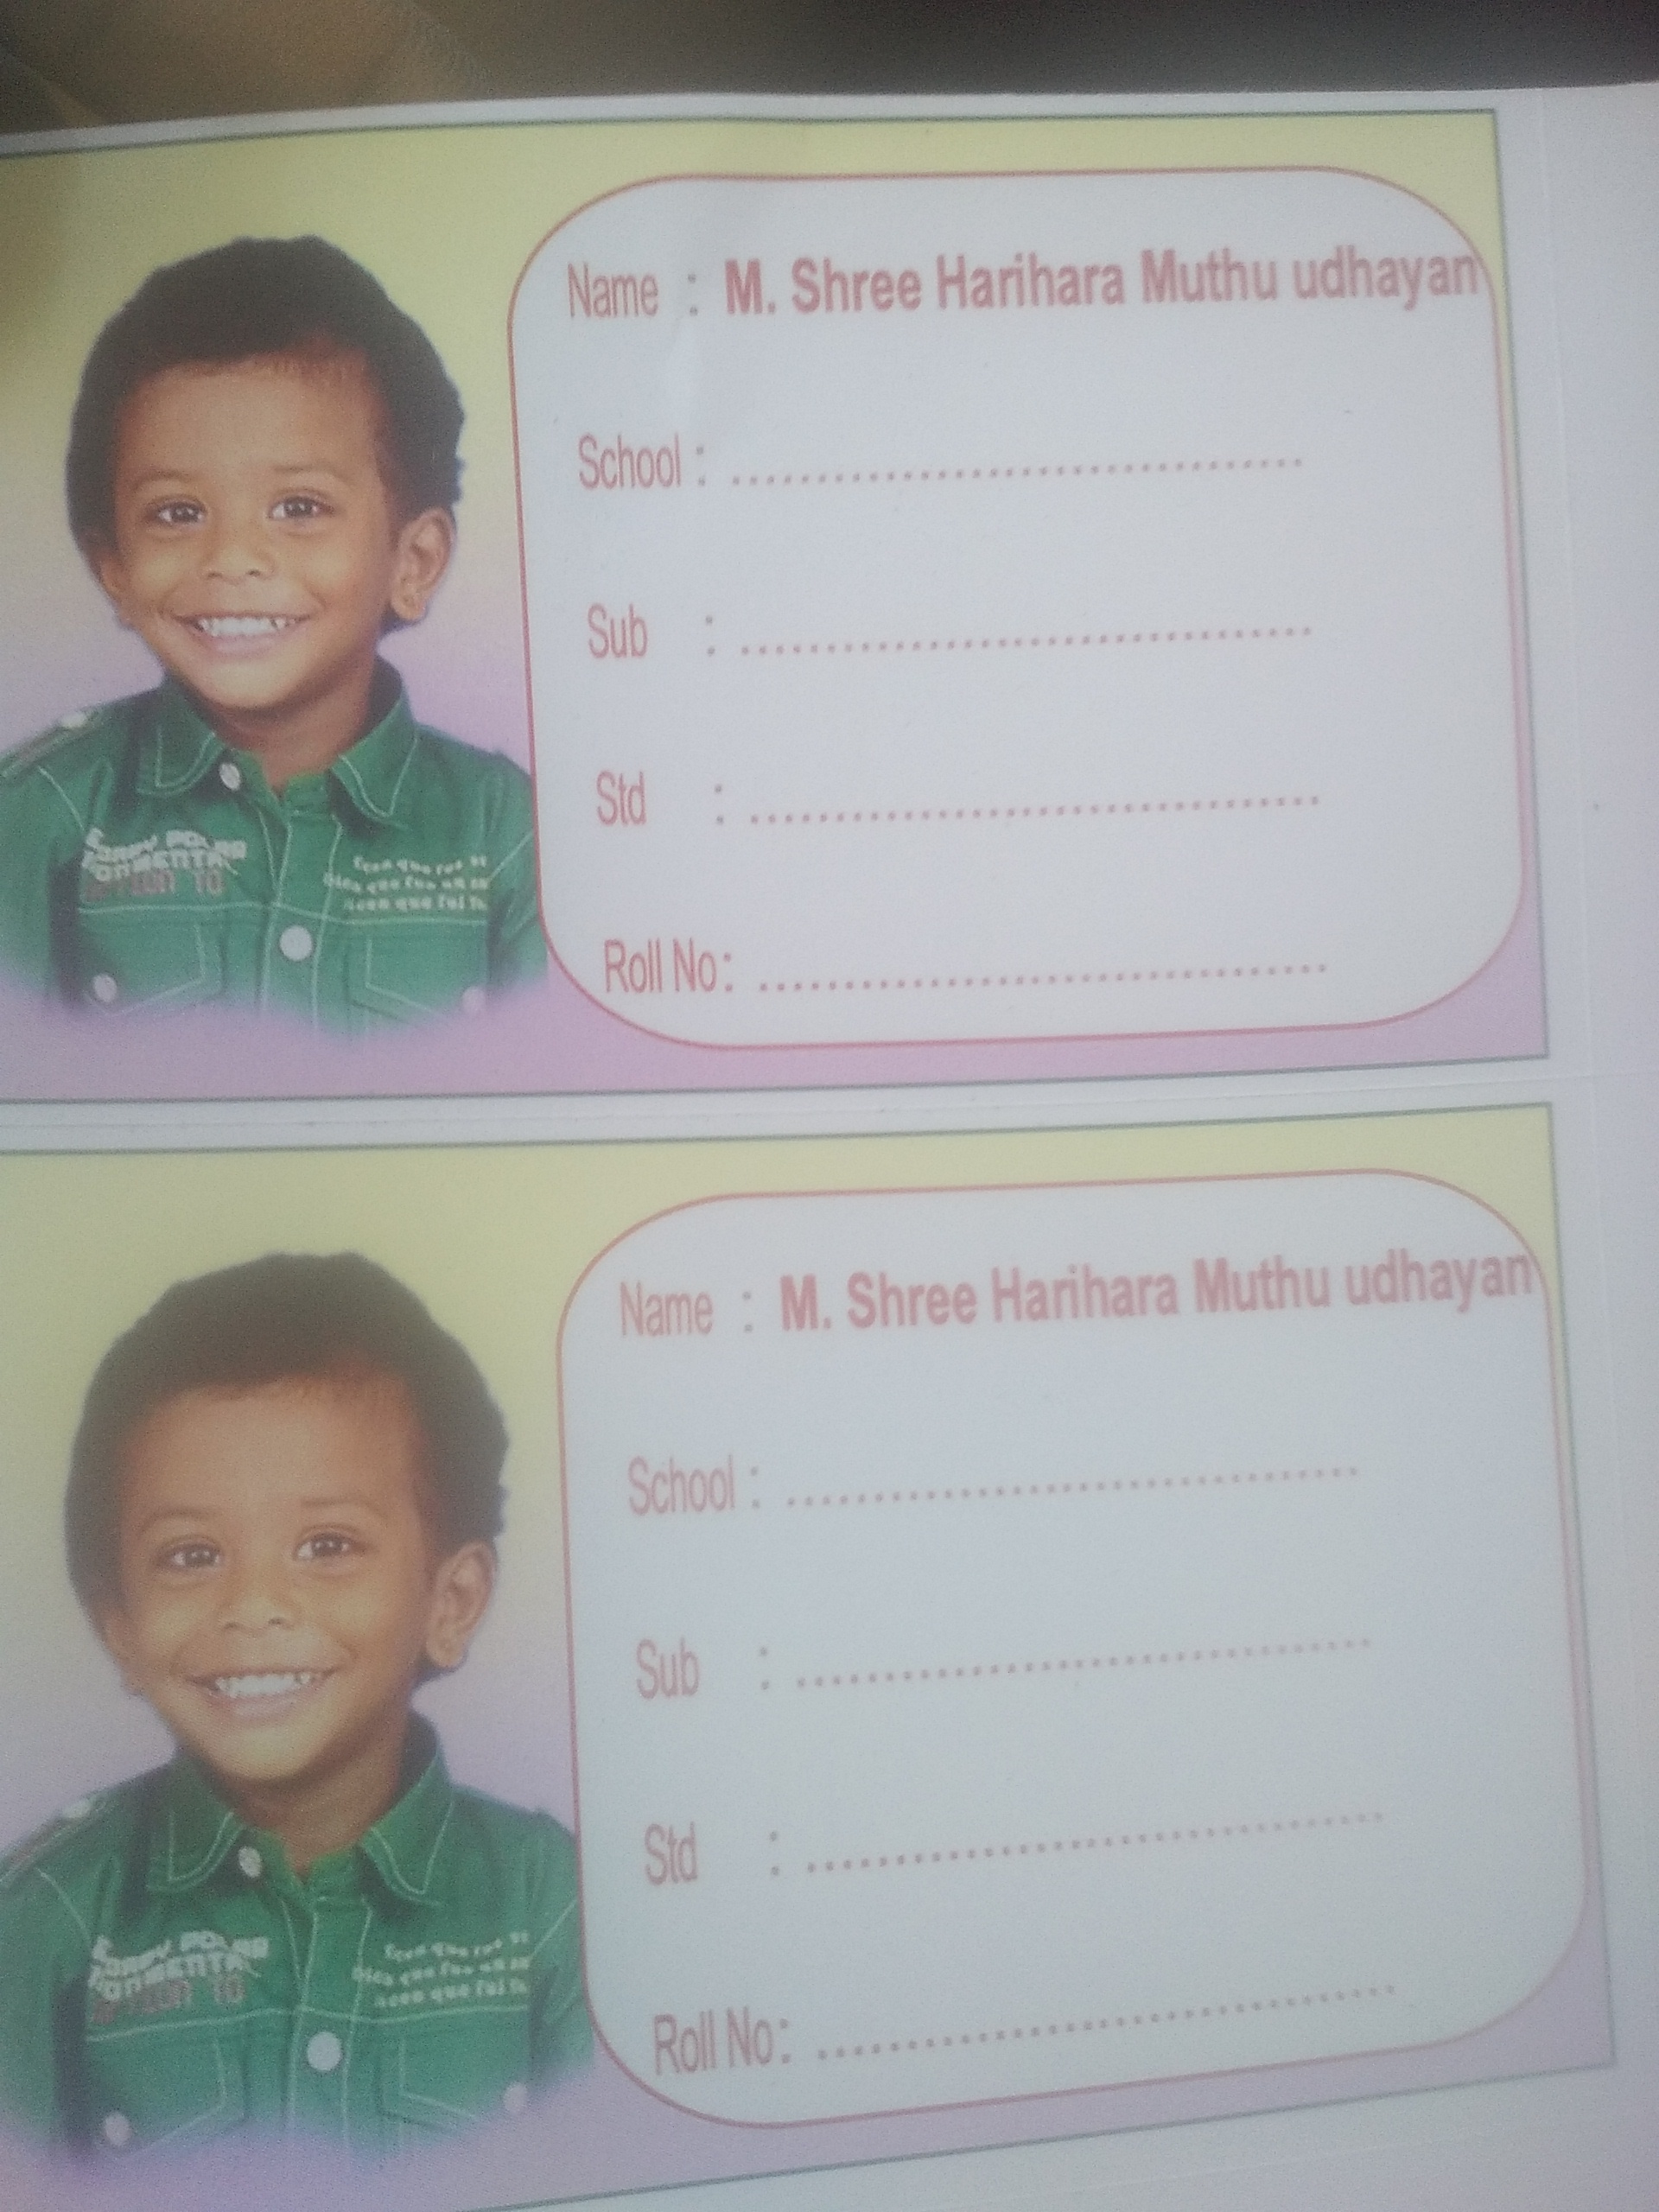 Name : M. Shree Harihara Muthu udhayan
School : ........................................
Sub : ........................................
Std : ........................................
Roll No : ........................................
Name : M. Shree Harihara Muthu udhayan
School : ........................................
Sub : ........................................
Std : ........................................
Roll No : ........................................